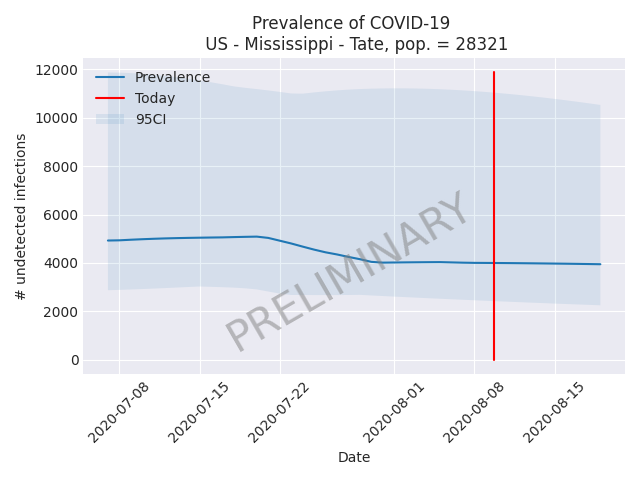 Prevalence of COVID-19
US - Mississippi - Tate, pop. = 28321
12000
10000
8000
6000
4000
2000
0
# undetected infections
Prevalence
Today
95CI
PRELIMINARY
2020-07-08
2020-07-15
2020-07-22
2020-08-01
2020-08-08
2020-08-15
Date